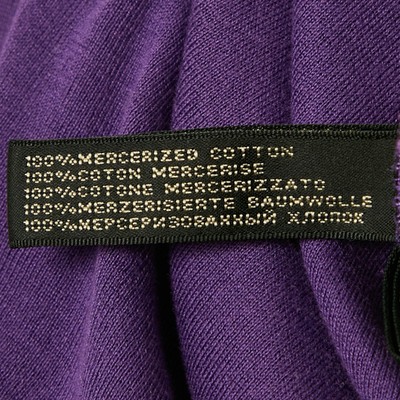 100%MERCERIZED COTTON
100%COTON MERCERISE
100%COTONE MERCERIZZATO
100%MERZERISIERTE BAUMWOLLE
100%МЕРСЕРИЗОВАННЫЙ ХЛОПОК